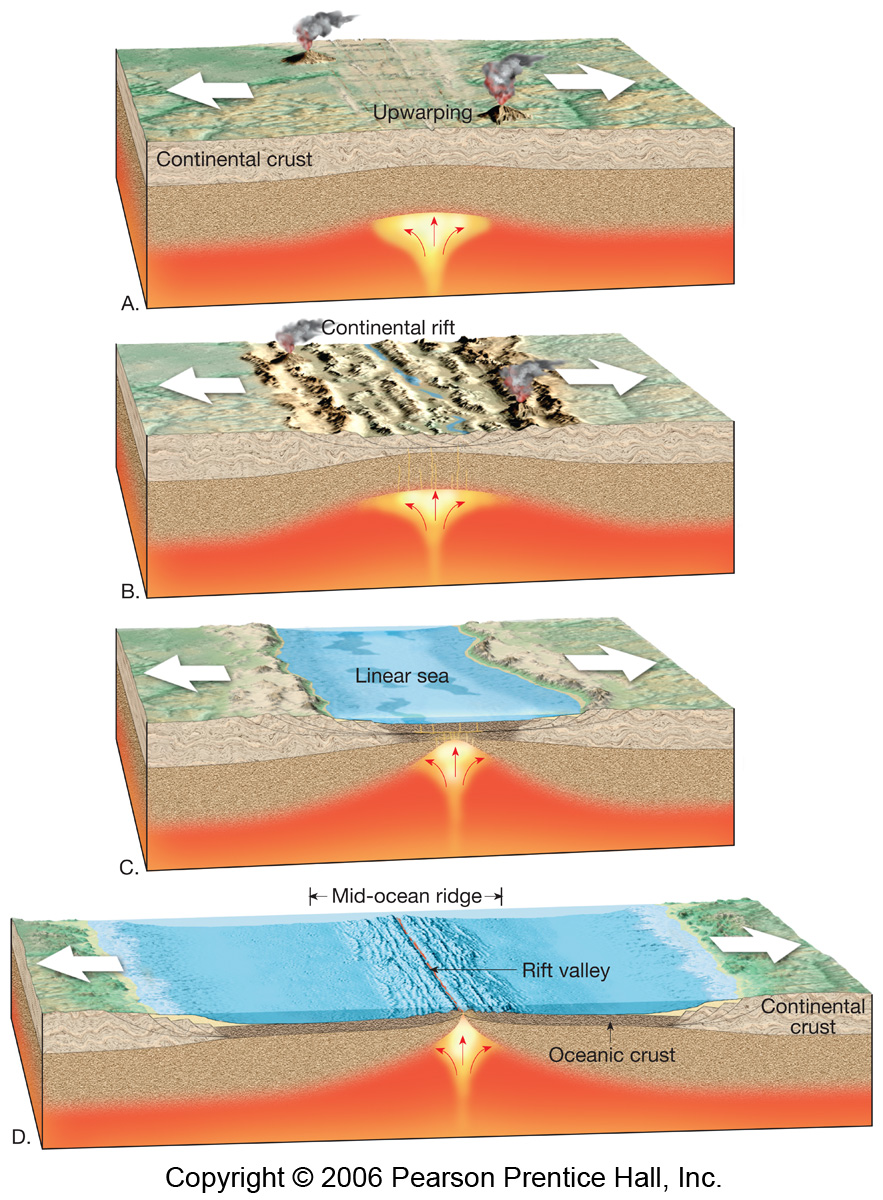 Upwarping
Continental crust
A.
Continental rift
B.
Linear sea
C.
Mid-ocean ridge
Rift valley
Continental
crust
Oceanic crust
D.
Copyright © 2006 Pearson Prentice Hall, Inc.